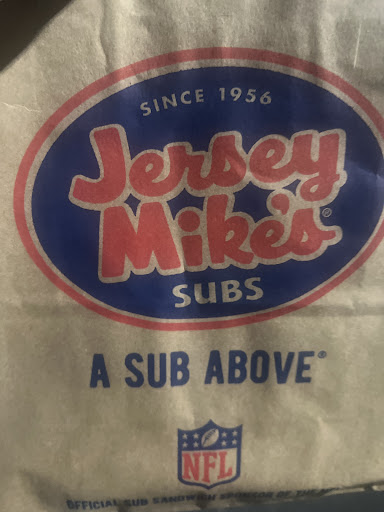 SINCE 1956
Jersey
Mike's®
SUBS
A SUB ABOVE®
NFL
OFFICIAL SUB SANDWICH SPONSOR OF THE